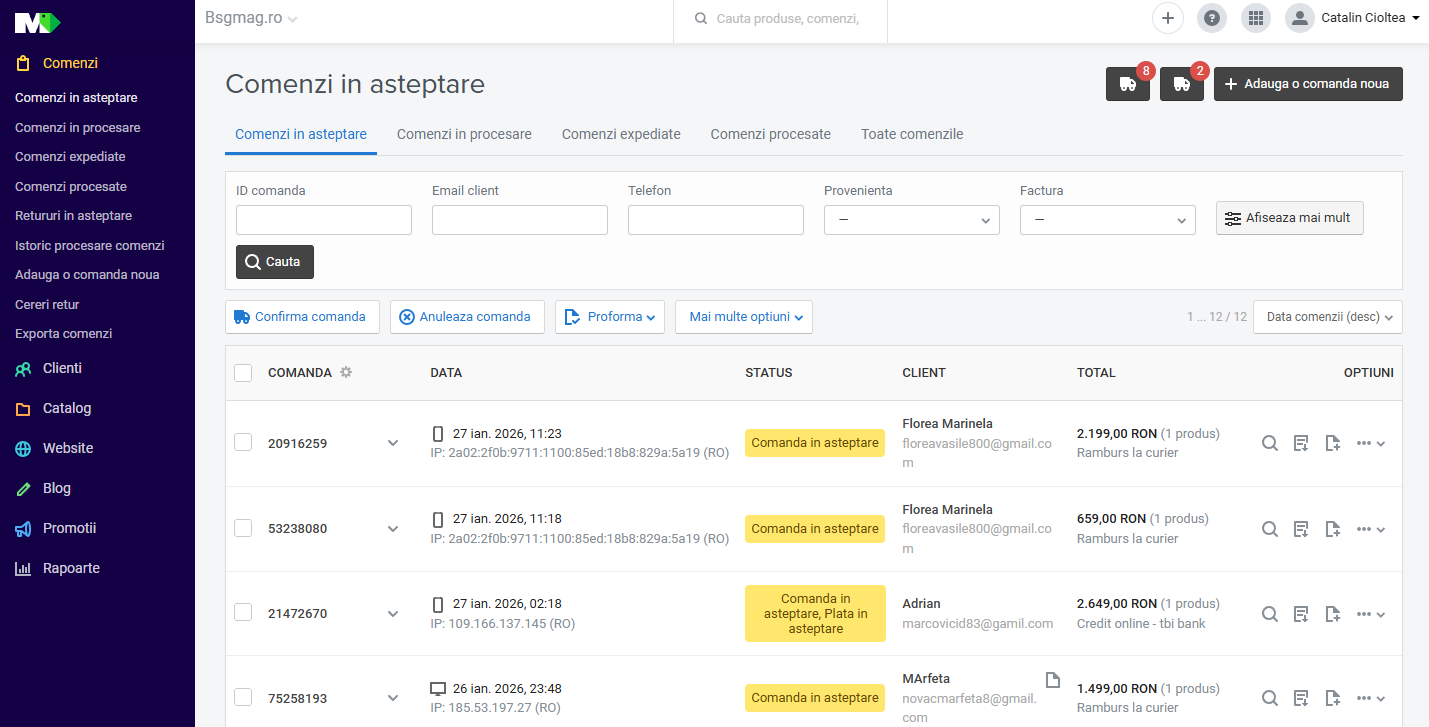 Bsgmag.ro
Cauta produse, comenzi,
Catalin Cioltea
Comenzi
Comenzi in asteptare
Comenzi in procesare
Comenzi expediate
Comenzi procesate
Retururi in asteptare
Istoric procesare comenzi
Adauga o comanda noua
Cereri retur
Exporta comenzi
Clienti
Catalog
Website
Blog
Promotii
Rapoarte
Comenzi in asteptare
8
2
Adauga o comanda noua
Comenzi in asteptare Comenzi in procesare Comenzi expediate Comenzi procesate Toate comenzile
ID comanda Email client Telefon Provenienta Factura
— — Afiseaza mai mult
Cauta
Confirma comanda Anuleaza comanda Proforma Mai multe optiuni 1 ... 12 / 12 Data comenzii (desc)
COMANDA DATA STATUS CLIENT TOTAL OPTIUNI
20916259
27 ian. 2026, 11:23
IP: 2a02:2f0b:9711:1100:85ed:18b8:829a:5a19 (RO)
Comanda in asteptare
Florea Marinela
floreavasile800@gmail.co
m
2.199,00 RON (1 produs)
Ramburs la curier
53238080
27 ian. 2026, 11:18
IP: 2a02:2f0b:9711:1100:85ed:18b8:829a:5a19 (RO)
Comanda in asteptare
Florea Marinela
floreavasile800@gmail.co
m
659,00 RON (1 produs)
Ramburs la curier
21472670
27 ian. 2026, 02:18
IP: 109.166.137.145 (RO)
Comanda in
asteptare, Plata in
asteptare
Adrian
marcovicid83@gamil.com
2.649,00 RON (1 produs)
Credit online - tbi bank
75258193
26 ian. 2026, 23:48
IP: 185.53.197.27 (RO)
Comanda in asteptare
MArfeta
novacmarfeta8@gmail.
com
1.499,00 RON (1 produs)
Ramburs la curier